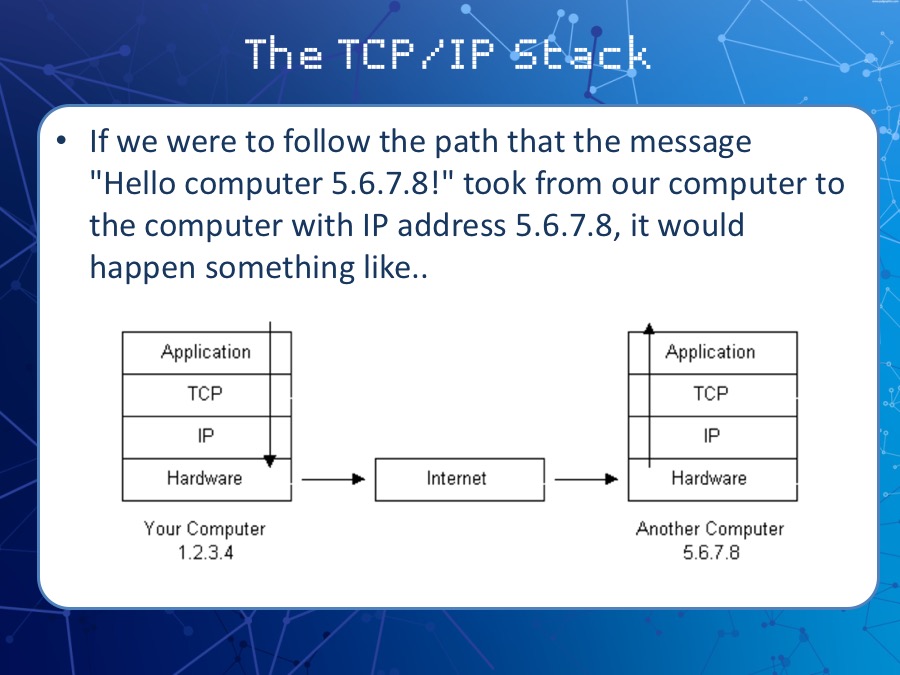 The TCP/IP Stack
• If we were to follow the path that the message
"Hello computer 5.6.7.8!" took from our computer to
the computer with IP address 5.6.7.8, it would
happen something like..
Application
TCP
IP
Hardware
Your Computer
1.2.3.4
Internet
Application
TCP
IP
Hardware
Another Computer
5.6.7.8